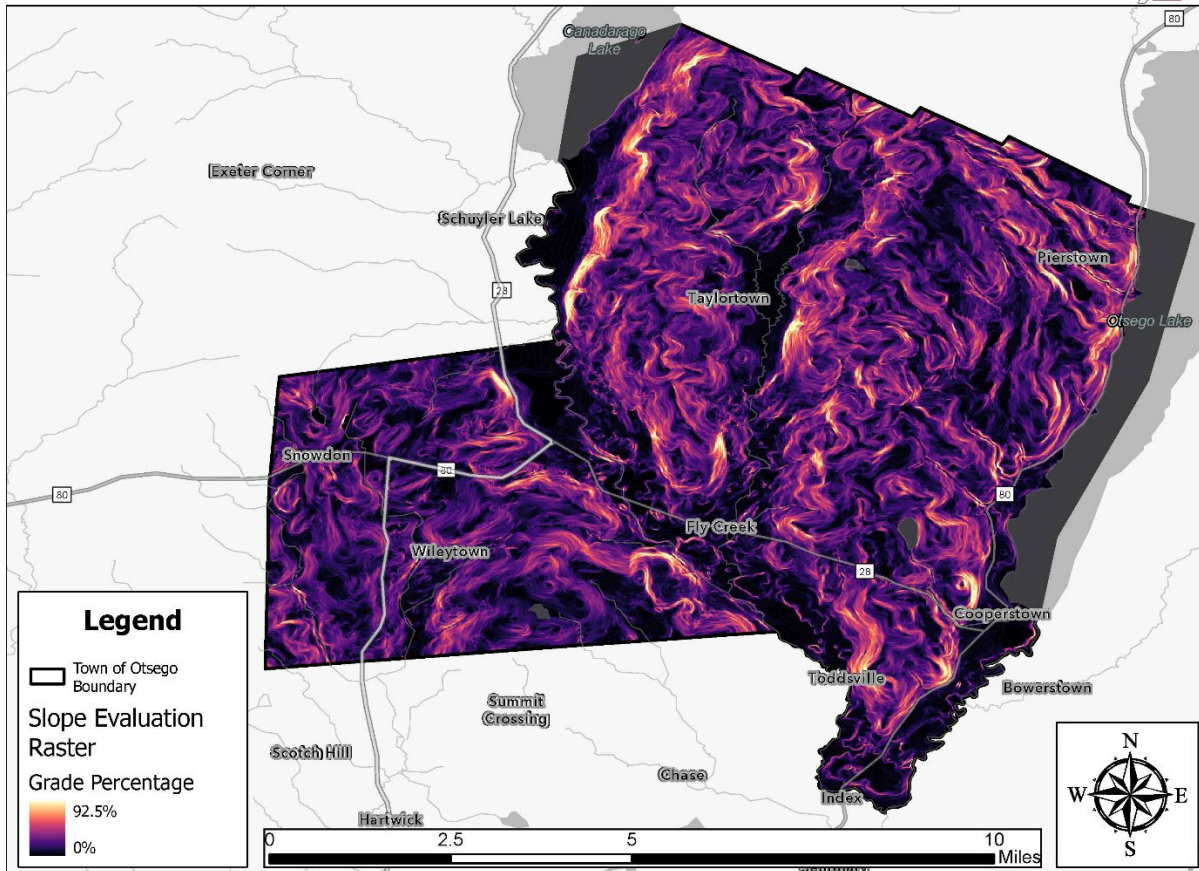 80
Canadarago
Lake
Exeter Corner
Schuyler Lake
28
Pierstown
Taylortown
Otsego Lake
Snowdon
80
80
80
Fly Creek
Wileytown
28
Cooperstown
Toddsville
Bowerstown
Summit
Crossing
Scotch Hill
Chase
Index
Hartwick
Legend
Town of Otsego
Boundary
Slope Evaluation
Raster
Grade Percentage
92.5%
0%
0 2.5 5 10
Miles
N
W E
S